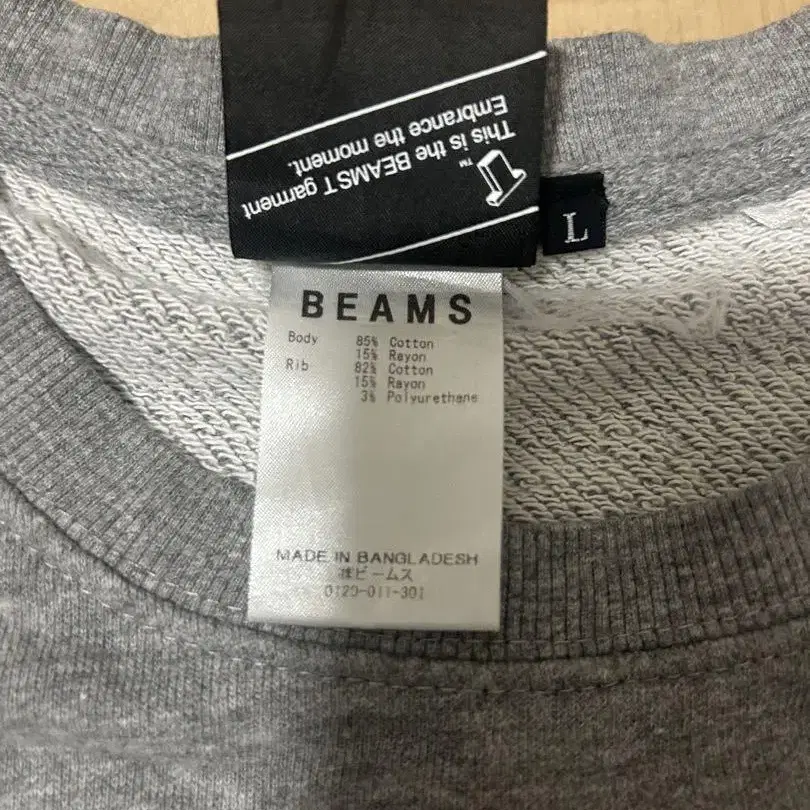 This is the BEAMS T garment
Embrance the moment.
TM
L
BEAMS
Body 85% Cotton
15% Rayon
Rib 82% Cotton
15% Rayon
3% Polyurethane
MADE IN BANGLADESH
㈱ビームス
0120-011-301